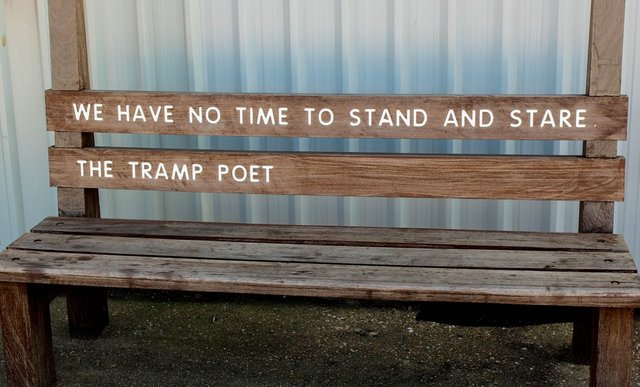 WE HAVE NO TIME TO STAND AND STARE.
THE TRAMP POET